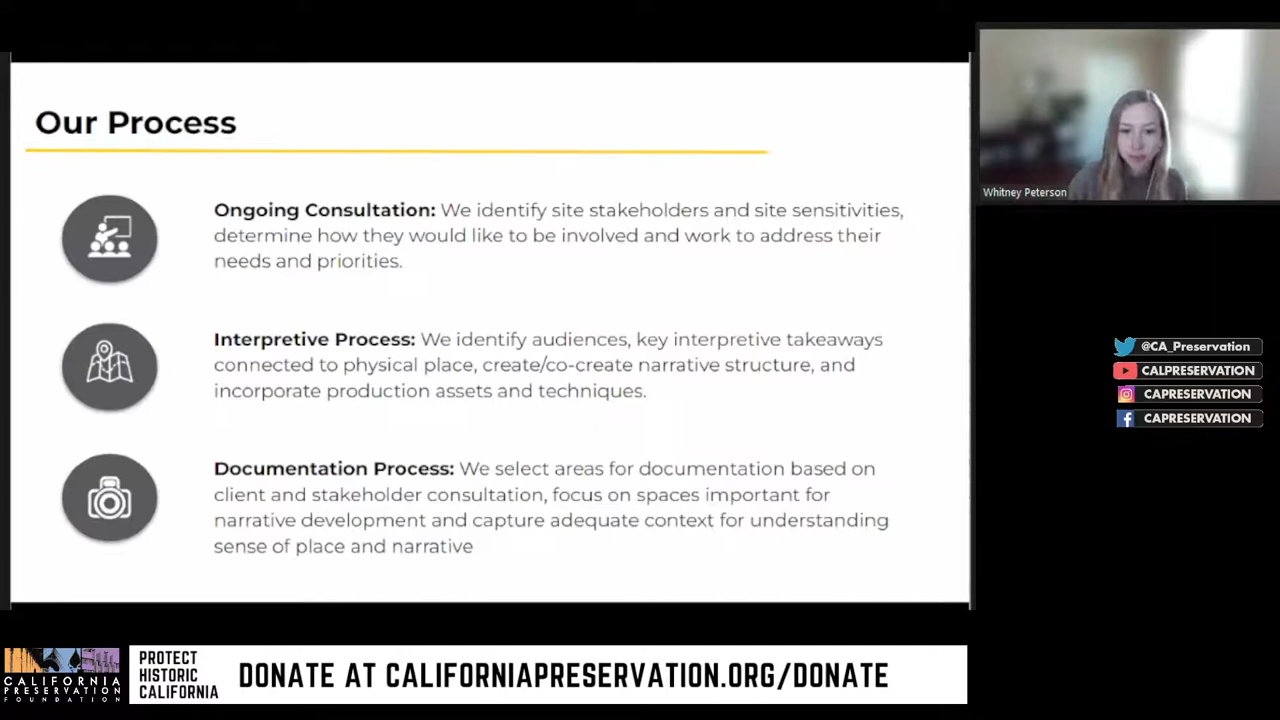 Our Process
Ongoing Consultation: We identify site stakeholders and site sensitivities,
determine how they would like to be involved and work to address their
needs and priorities.
Interpretive Process: We identify audiences, key interpretive takeaways
connected to physical place, create/co-create narrative structure, and
incorporate production assets and techniques.
Documentation Process: We select areas for documentation based on
client and stakeholder consultation, focus on spaces important for
narrative development and capture adequate context for understanding
sense of place and narrative
Whitney Peterson
@CA_Preservation
CALPRESERVATION
CAPRESERVATION
CAPRESERVATION
CALIFORNIA
PRESERVATION
FOUNDATION
PROTECT
HISTORIC
CALIFORNIA
DONATE AT CALIFORNIAPRESERVATION.ORG/DONATE